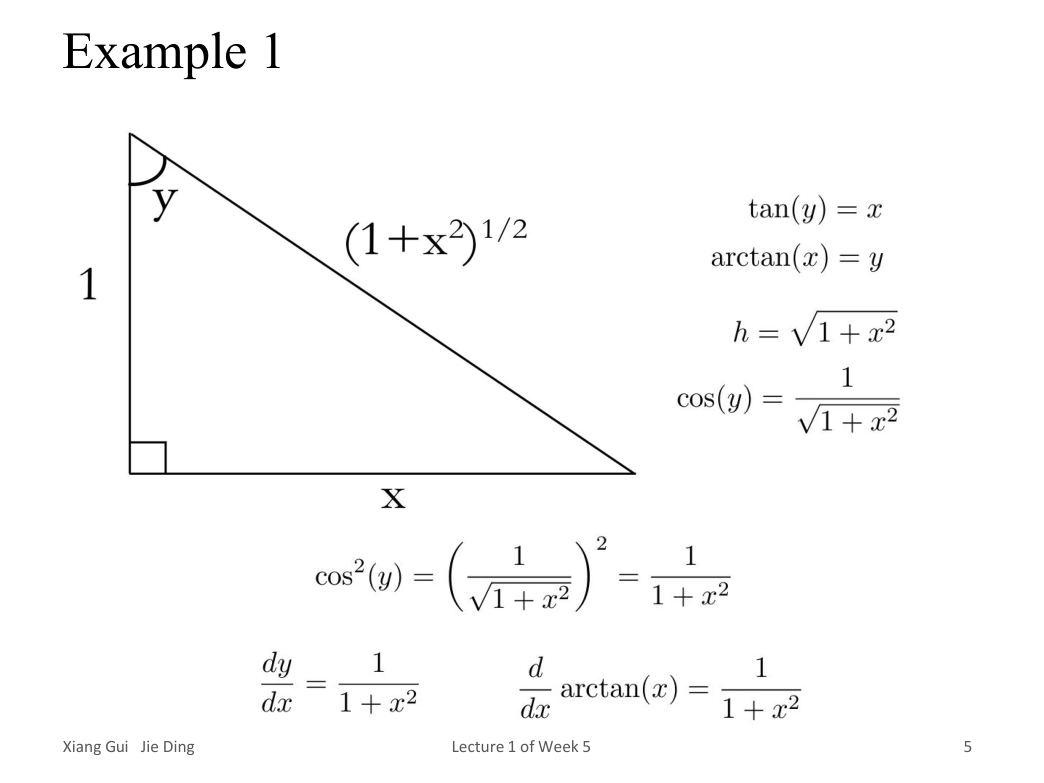 Example 1
y
(1+x²)^{1/2}
1
x
tan(y) = x
arctan(x) = y
h = √(1 + x²)
cos(y) = 1/√(1 + x²)
cos²(y) = (1/√(1 + x²))² = 1/(1 + x²)
dy/dx = 1/(1 + x²)
d/dx arctan(x) = 1/(1 + x²)
Xiang Gui Jie Ding
Lecture 1 of Week 5
5